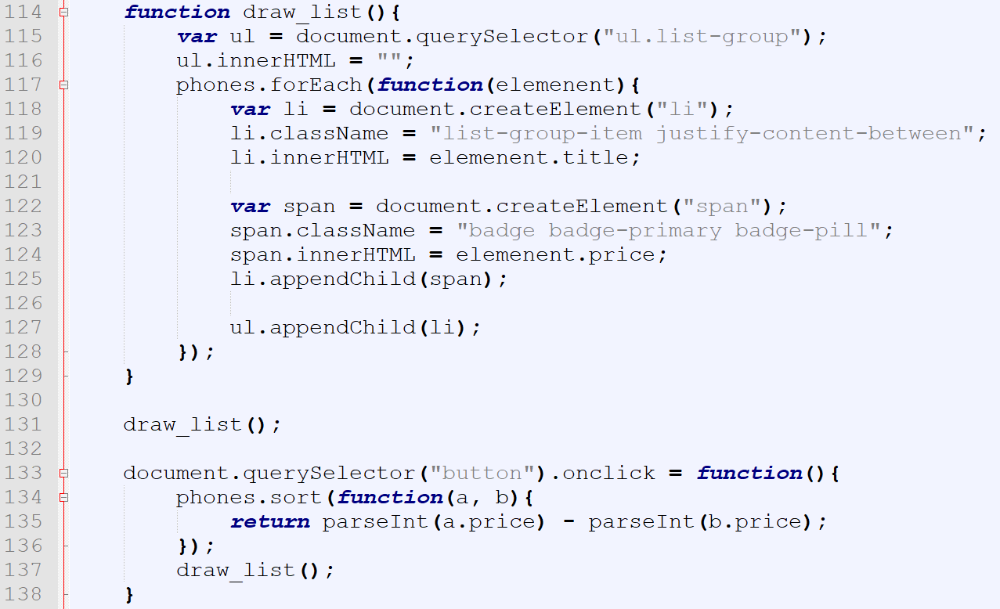 114 function draw_list(){
115 var ul = document.querySelector("ul.list-group");
116 ul.innerHTML = "";
117 phones.forEach(function(elemenent){
118 var li = document.createElement("li");
119 li.className = "list-group-item justify-content-between";
120 li.innerHTML = elemenent.title;
121
122 var span = document.createElement("span");
123 span.className = "badge badge-primary badge-pill";
124 span.innerHTML = elemenent.price;
125 li.appendChild(span);
126
127 ul.appendChild(li);
128 });
129 }
130
131 draw_list();
132
133 document.querySelector("button").onclick = function(){
134 phones.sort(function(a, b){
135 return parseInt(a.price) - parseInt(b.price);
136 });
137 draw_list();
138 }